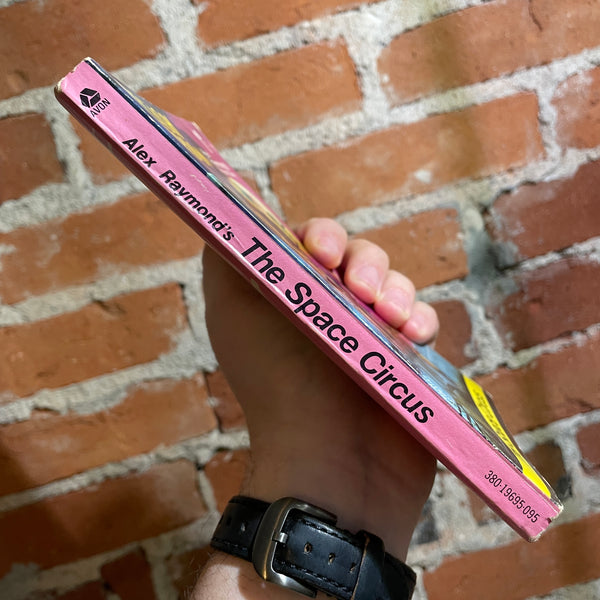 AVON
Alex Raymond's The Space Circus
380·19695·095